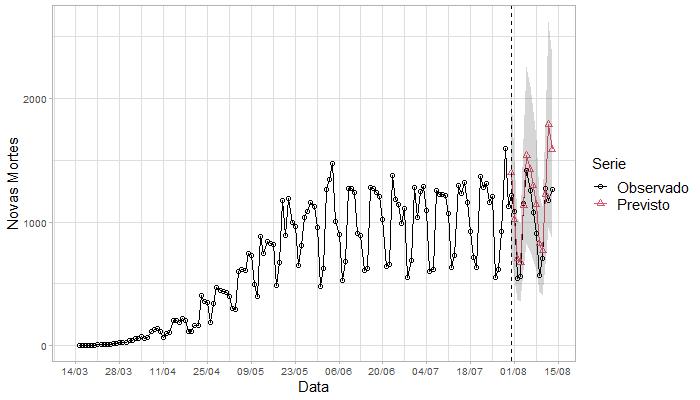 Novas Mortes
2000
1000
0
14/03 28/03 11/04 25/04 09/05 23/05 06/06 20/06 04/07 18/07 01/08 15/08
Data
Serie
Observado
Previsto